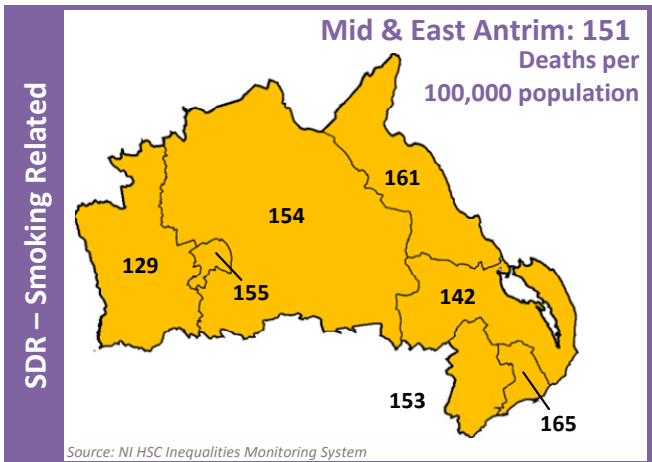 Mid & East Antrim: 151
Deaths per
100,000 population
SDR – Smoking Related
161
154
129
155
142
153
165
Source: NI HSC Inequalities Monitoring System